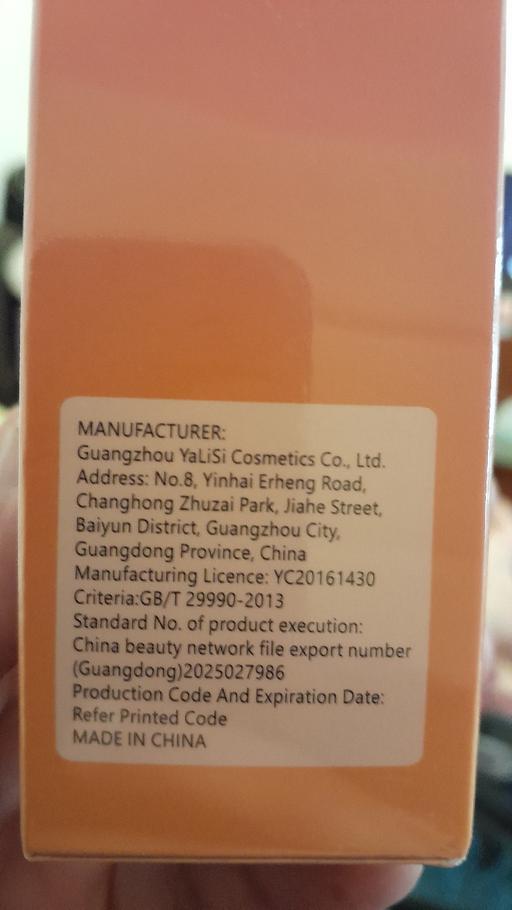 MANUFACTURER:
Guangzhou YaLiSi Cosmetics Co., Ltd.
Address: No.8, Yinhai Erheng Road,
Changhong Zhuzai Park, Jiahe Street,
Baiyun District, Guangzhou City,
Guangdong Province, China
Manufacturing Licence: YC20161430
Criteria:GB/T 29990-2013
Standard No. of product execution:
China beauty network file export number
(Guangdong)2025027986
Production Code And Expiration Date:
Refer Printed Code
MADE IN CHINA